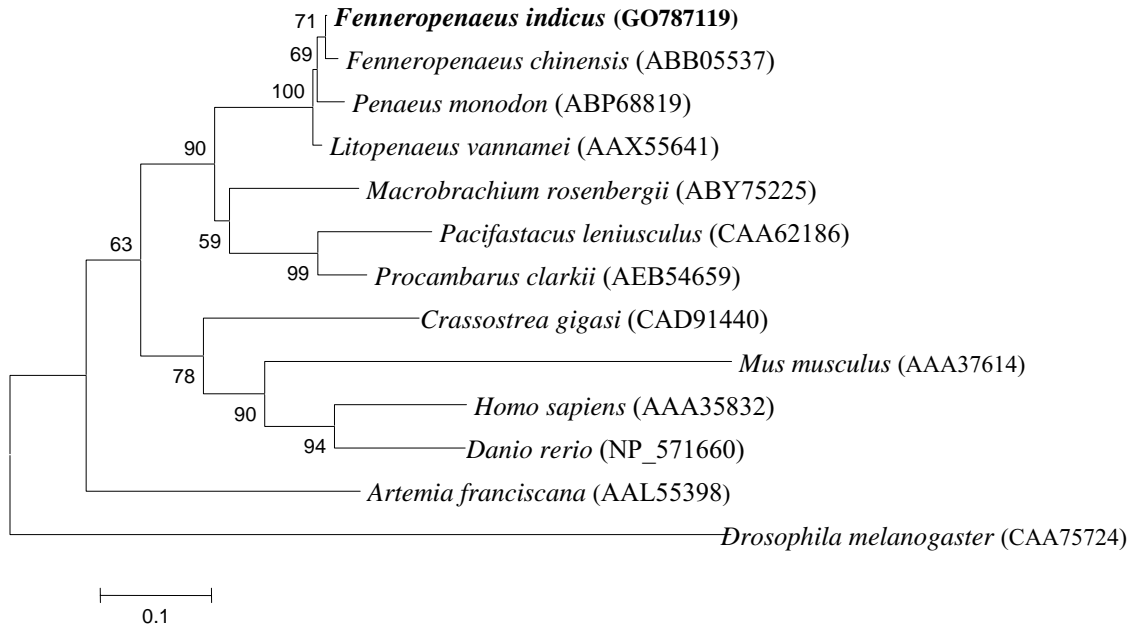 71 Fenneropenaeus indicus (GO787119)
69 Fenneropenaeus chinensis (ABB05537)
100 Penaeus monodon (ABP68819)
90 Litopenaeus vannamei (AAX55641)
Macrobrachium rosenbergii (ABY75225)
63 59 Pacifastacus leniusculus (CAA62186)
99 Procambarus clarkii (AEB54659)
Crassostrea gigasi (CAD91440)
78 Mus musculus (AAA37614)
90 Homo sapiens (AAA35832)
94 Danio rerio (NP_571660)
Artemia franciscana (AAL55398)
Drosophila melanogaster (CAA75724)
0.1